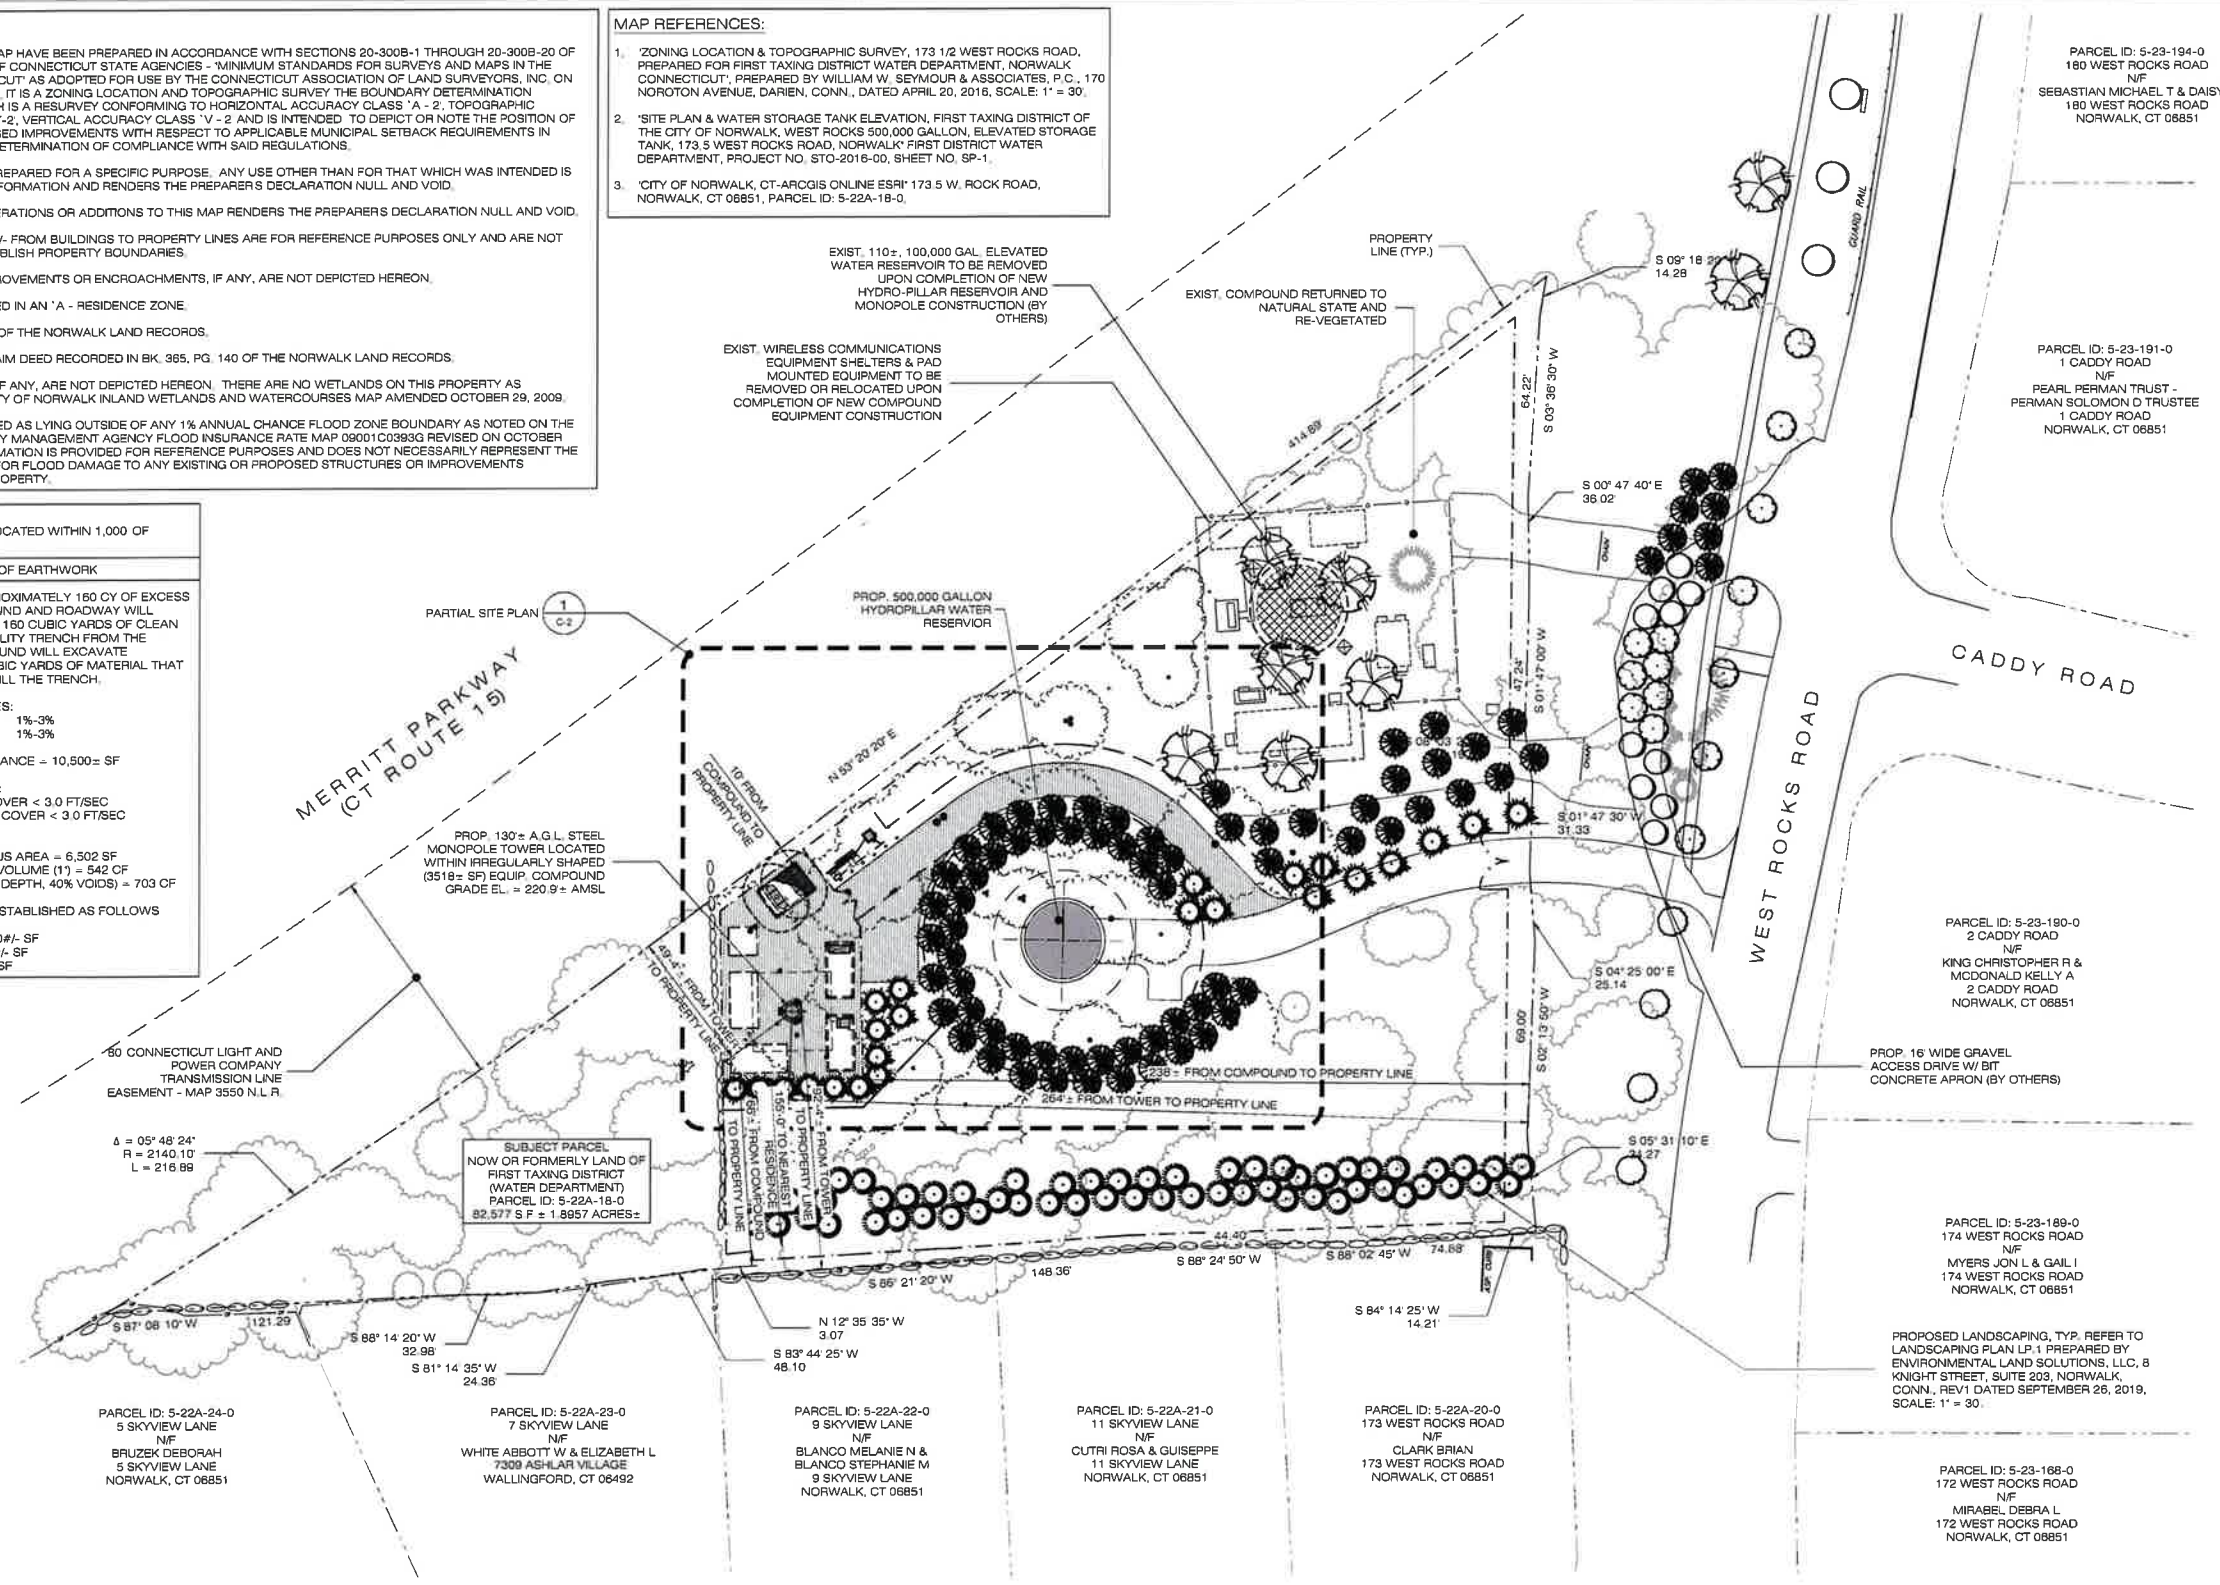 AP HAVE BEEN PREPARED IN ACCORDANCE WITH SECTIONS 20-300B-1 THROUGH 20-300B-20 OF
F CONNECTICUT STATE AGENCIES - "MINIMUM STANDARDS FOR SURVEYS AND MAPS IN THE
CUT" AS ADOPTED FOR USE BY THE CONNECTICUT ASSOCIATION OF LAND SURVEYORS, INC. ON
. IT IS A ZONING LOCATION AND TOPOGRAPHIC SURVEY THE BOUNDARY DETERMINATION
H IS A RESURVEY CONFORMING TO HORIZONTAL ACCURACY CLASS 'A - 2', TOPOGRAPHIC
T-2', VERTICAL ACCURACY CLASS 'V - 2 AND IS INTENDED TO DEPICT OR NOTE THE POSITION OF
ED IMPROVEMENTS WITH RESPECT TO APPLICABLE MUNICIPAL SETBACK REQUIREMENTS IN
ETERMINATION OF COMPLIANCE WITH SAID REGULATIONS.
REPARED FOR A SPECIFIC PURPOSE. ANY USE OTHER THAN FOR THAT WHICH WAS INTENDED IS
FORMATION AND RENDERS THE PREPARER'S DECLARATION NULL AND VOID.
ERATIONS OR ADDITIONS TO THIS MAP RENDERS THE PREPARER'S DECLARATION NULL AND VOID.
/- FROM BUILDINGS TO PROPERTY LINES ARE FOR REFERENCE PURPOSES ONLY AND ARE NOT
BLISH PROPERTY BOUNDARIES.
ROVEMENTS OR ENCROACHMENTS, IF ANY, ARE NOT DEPICTED HEREON.
ED IN AN 'A - RESIDENCE ZONE.
OF THE NORWALK LAND RECORDS.
AIM DEED RECORDED IN BK. 365, PG. 140 OF THE NORWALK LAND RECORDS.
F ANY, ARE NOT DEPICTED HEREON. THERE ARE NO WETLANDS ON THIS PROPERTY AS
Y OF NORWALK INLAND WETLANDS AND WATERCOURSES MAP AMENDED OCTOBER 29, 2009.
ED AS LYING OUTSIDE OF ANY 1% ANNUAL CHANCE FLOOD ZONE BOUNDARY AS NOTED ON THE
Y MANAGEMENT AGENCY FLOOD INSURANCE RATE MAP 09001C0393G REVISED ON OCTOBER
MATION IS PROVIDED FOR REFERENCE PURPOSES AND DOES NOT NECESSARILY REPRESENT THE
OR FLOOD DAMAGE TO ANY EXISTING OR PROPOSED STRUCTURES OR IMPROVEMENTS
OPERTY.
MAP REFERENCES:
1. "ZONING LOCATION & TOPOGRAPHIC SURVEY, 173 1/2 WEST ROCKS ROAD,
PREPARED FOR FIRST TAXING DISTRICT WATER DEPARTMENT, NORWALK
CONNECTICUT", PREPARED BY WILLIAM W. SEYMOUR & ASSOCIATES, P.C., 170
NOROTON AVENUE, DARIEN, CONN., DATED APRIL 20, 2016, SCALE: 1" = 30'.
2. "SITE PLAN & WATER STORAGE TANK ELEVATION, FIRST TAXING DISTRICT OF
THE CITY OF NORWALK, WEST ROCKS 500,000 GALLON, ELEVATED STORAGE
TANK, 173.5 WEST ROCKS ROAD, NORWALK" FIRST DISTRICT WATER
DEPARTMENT, PROJECT NO. STO-2016-00, SHEET NO. SP-1.
3. "CITY OF NORWALK, CT-ARCGIS ONLINE ESRI" 173.5 W. ROCK ROAD,
NORWALK, CT 06851, PARCEL ID: 5-22A-18-0.
OCATED WITHIN 1,000 OF
OF EARTHWORK
OXIMATELY 160 CY OF EXCESS
UND AND ROADWAY WILL
160 CUBIC YARDS OF CLEAN
LITY TRENCH FROM THE
UND WILL EXCAVATE
BIC YARDS OF MATERIAL THAT
ILL THE TRENCH.
ES:
1%-3%
1%-3%
ANCE = 10,500± SF
:
OVER < 3.0 FT/SEC
COVER < 3.0 FT/SEC
US AREA = 6,502 SF
VOLUME (1") = 542 CF
DEPTH, 40% VOIDS) = 703 CF
STABLISHED AS FOLLOWS
0#/- SF
/- SF
SF
EXIST. 110±, 100,000 GAL. ELEVATED
WATER RESERVOIR TO BE REMOVED
UPON COMPLETION OF NEW
HYDRO-PILLAR RESERVOIR AND
MONOPOLE CONSTRUCTION (BY
OTHERS)
EXIST. WIRELESS COMMUNICATIONS
EQUIPMENT SHELTERS & PAD
MOUNTED EQUIPMENT TO BE
REMOVED OR RELOCATED UPON
COMPLETION OF NEW COMPOUND
EQUIPMENT CONSTRUCTION
PROPERTY
LINE (TYP.)
EXIST. COMPOUND RETURNED TO
NATURAL STATE AND
RE-VEGETATED
14.28
GUARD RAIL
64.22'
S 03° 36' 30" W
414.89'
S 00° 47' 40" E
36.02'
PARCEL ID: 5-23-194-0
180 WEST ROCKS ROAD
N/F
SEBASTIAN MICHAEL T & DAISY
180 WEST ROCKS ROAD
NORWALK, CT 06851
PARCEL ID: 5-23-191-0
1 CADDY ROAD
N/F
PEARL PERMAN TRUST -
PERMAN SOLOMON D TRUSTEE
1 CADDY ROAD
NORWALK, CT 06851
PARTIAL SITE PLAN
1
C-2
PROP. 500,000 GALLON
HYDROPILLAR WATER
RESERVIOR
MERRITT PARKWAY
(CT ROUTE 15)
N 53° 20' 20" E
10' FROM
COMPOUND TO
PROPERTY LINE
47.24'
S 01° 47' 00" W
CADDY ROAD
WEST ROCKS ROAD
PROP. 130'± A.G.L. STEEL
MONOPOLE TOWER LOCATED
WITHIN IRREGULARLY SHAPED
(3518± SF) EQUIP. COMPOUND
GRADE EL. = 220.9'± AMSL
S 01° 47' 30" W
31.33
49'-4"± FROM TOWER
TO PROPERTY LINE
S 04° 25' 00" E
25.14
69.00'
S 02° 13' 50" W
PARCEL ID: 5-23-190-0
2 CADDY ROAD
N/F
KING CHRISTOPHER R &
MCDONALD KELLY A
2 CADDY ROAD
NORWALK, CT 06851
80 CONNECTICUT LIGHT AND
POWER COMPANY
TRANSMISSION LINE
EASEMENT - MAP 3550 N.L.R.
238'± FROM COMPOUND TO PROPERTY LINE
264'± FROM TOWER TO PROPERTY LINE
PROP. 16' WIDE GRAVEL
ACCESS DRIVE W/ BIT
CONCRETE APRON (BY OTHERS)
Δ = 05° 48' 24"
R = 2140.10'
L = 216.89
SUBJECT PARCEL
NOW OR FORMERLY LAND OF
FIRST TAXING DISTRICT
(WATER DEPARTMENT)
PARCEL ID: 5-22A-18-0
82,577 S.F ± 1.8957 ACRES±
68'± FROM COMPOUND
TO PROPERTY LINE
155'-0" TO NEAREST
RESIDENCE
92'-4"± FROM TOWER
TO PROPERTY LINE
S 05° 31' 10" E
PARCEL ID: 5-23-189-0
174 WEST ROCKS ROAD
N/F
MYERS JON L & GAIL I
174 WEST ROCKS ROAD
NORWALK, CT 06851
44.40'
S 86° 21' 20" W
148.36'
S 88° 24' 50" W
S 88° 02' 45" W
74.88'
ASP. CURB
S 84° 14' 25" W
14.21'
S 87° 08' 10" W
121.29
S 88° 14' 20" W
32.98'
S 81° 14' 35" W
24.36'
N 12° 35' 35" W
3.07
S 83° 44' 25" W
48.10
PROPOSED LANDSCAPING, TYP. REFER TO
LANDSCAPING PLAN LP.1 PREPARED BY
ENVIRONMENTAL LAND SOLUTIONS, LLC, 8
KNIGHT STREET, SUITE 203, NORWALK,
CONN., REV1 DATED SEPTEMBER 26, 2019,
SCALE: 1" = 30'.
PARCEL ID: 5-22A-24-0
5 SKYVIEW LANE
N/F
BRUZEK DEBORAH
5 SKYVIEW LANE
NORWALK, CT 06851
PARCEL ID: 5-22A-23-0
7 SKYVIEW LANE
N/F
WHITE ABBOTT W & ELIZABETH L
7309 ASHLAR VILLAGE
WALLINGFORD, CT 06492
PARCEL ID: 5-22A-22-0
9 SKYVIEW LANE
N/F
BLANCO MELANIE N &
BLANCO STEPHANIE M
9 SKYVIEW LANE
NORWALK, CT 06851
PARCEL ID: 5-22A-21-0
11 SKYVIEW LANE
N/F
CUTRI ROSA & GUISEPPE
11 SKYVIEW LANE
NORWALK, CT 06851
PARCEL ID: 5-22A-20-0
173 WEST ROCKS ROAD
N/F
CLARK BRIAN
173 WEST ROCKS ROAD
NORWALK, CT 06851
PARCEL ID: 5-23-168-0
172 WEST ROCKS ROAD
N/F
MIRABEL DEBRA L
172 WEST ROCKS ROAD
NORWALK, CT 06851